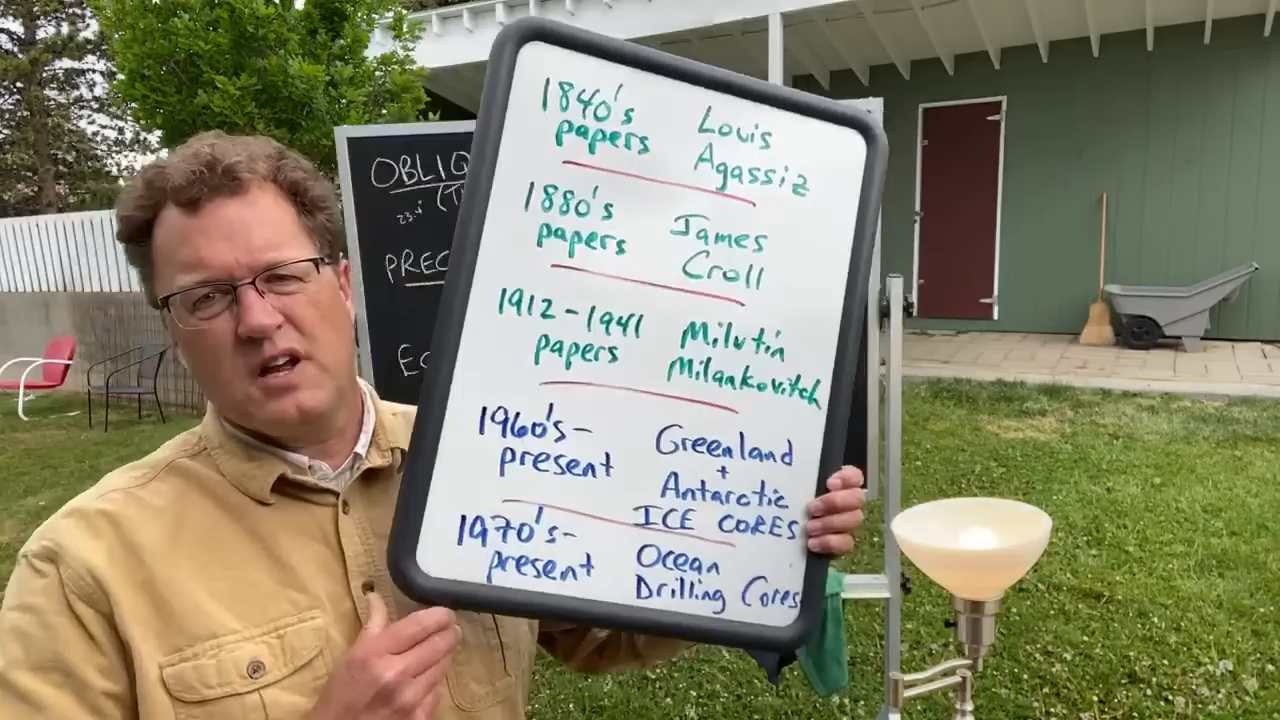 OBLIQ
23.4° (T
PREC
EC
1840's Louis
papers Agassiz
1880's James
papers Croll
1912-1941 Milutin
papers Milankovitch
1960's- Greenland
present + Antarctic
ICE CORES
1970's- Ocean
present Drilling Cores